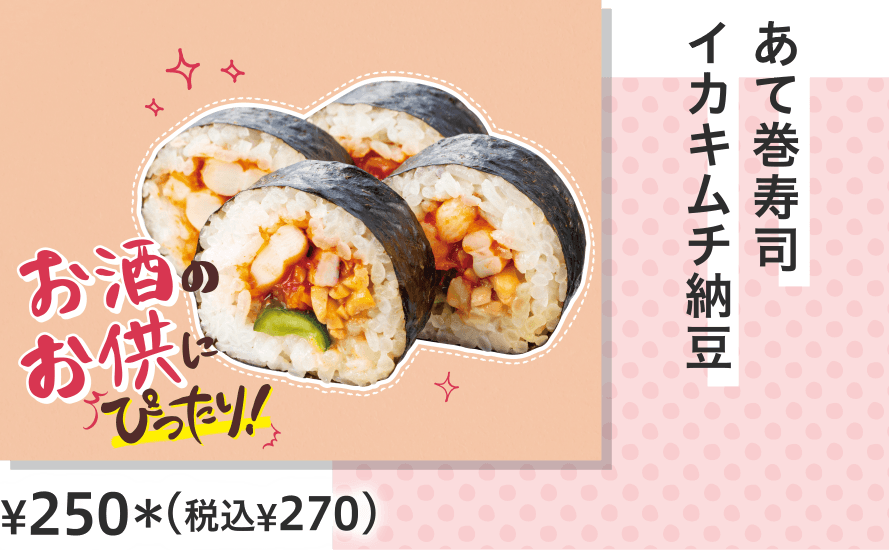 あて巻寿司
イカキムチ納豆
お酒の
お供に
ぴったり!
¥250*(税込¥270)